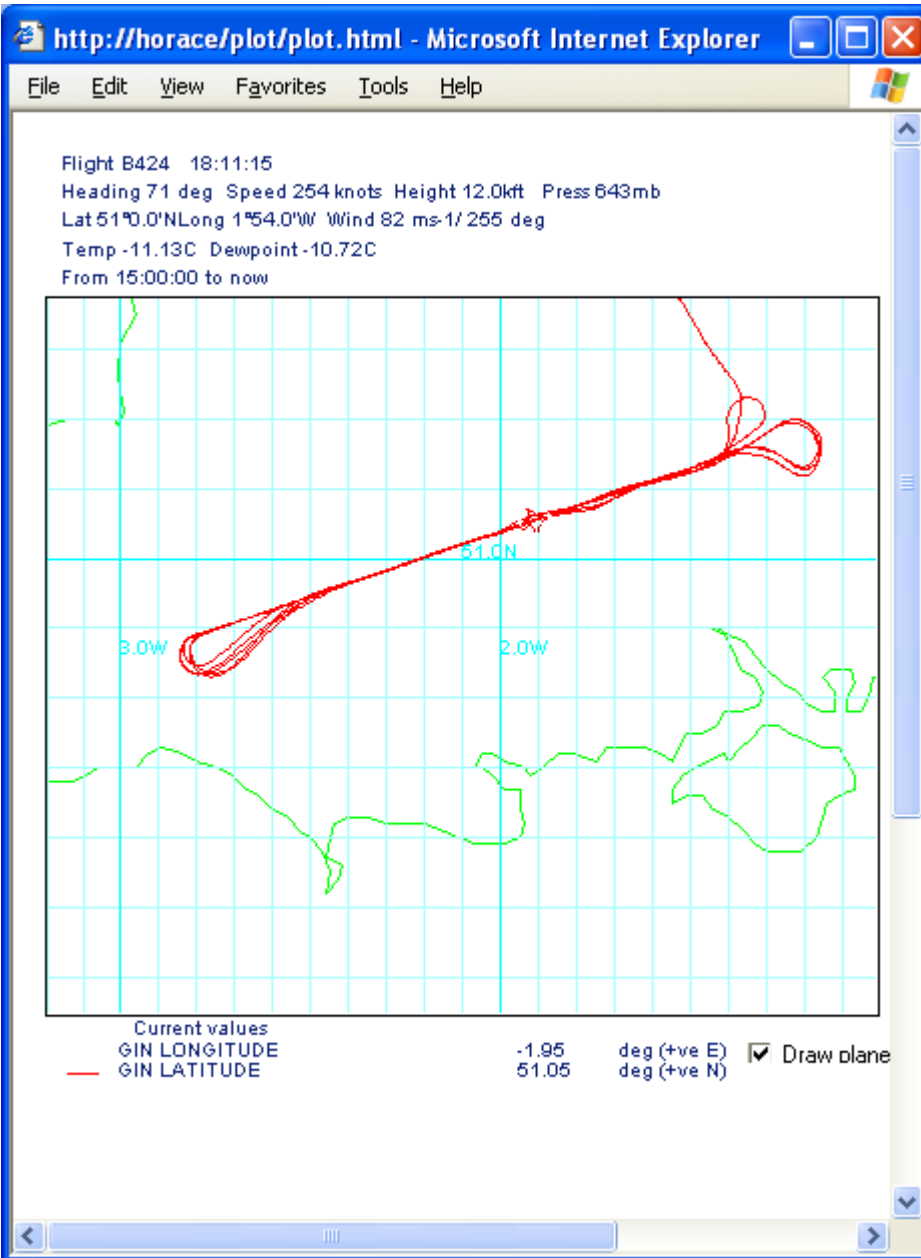 http://horace/plot/plot.html - Microsoft Internet Explorer
File Edit View Favorites Tools Help
Flight B424 18:11:15
Heading 71 deg Speed 254 knots Height 12.0kft Press 643mb
Lat 51°0.0'NLong 1°54.0'W Wind 82 ms-1/ 255 deg
Temp -11.13C Dewpoint -10.72C
From 15:00:00 to now
51.0N
3.0W 2.0W
Current values
GIN LONGITUDE -1.95 deg (+ve E) Draw plane
GIN LATITUDE 51.05 deg (+ve N)